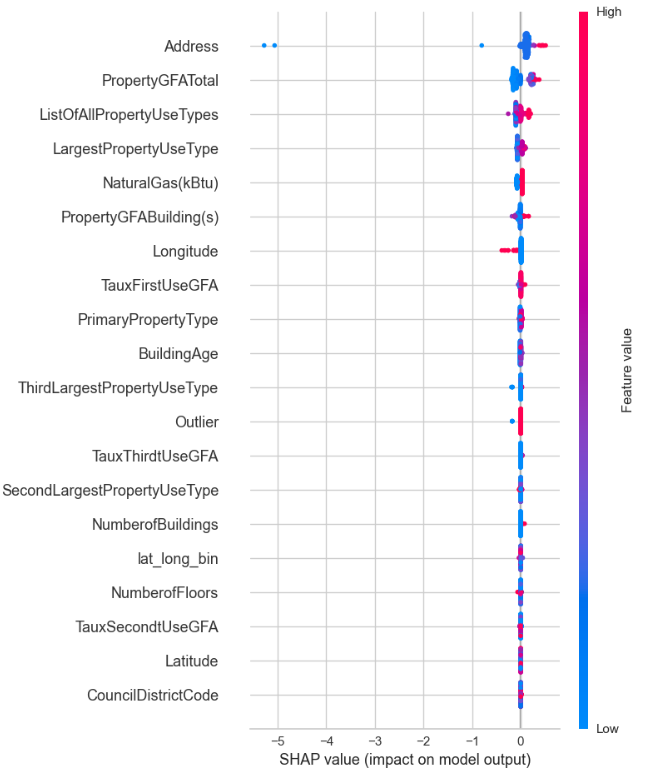 High
Address
PropertyGFATotal
ListOfAllPropertyUseTypes
LargestPropertyUseType
NaturalGas(kBtu)
PropertyGFABuilding(s)
Longitude
TauxFirstUseGFA
PrimaryPropertyType
BuildingAge
ThirdLargestPropertyUseType
Outlier
TauxThirdtUseGFA
SecondLargestPropertyUseType
NumberofBuildings
lat_long_bin
NumberofFloors
TauxSecondtUseGFA
Latitude
CouncilDistrictCode
Feature value
Low
−5 −4 −3 −2 −1 0
SHAP value (impact on model output)